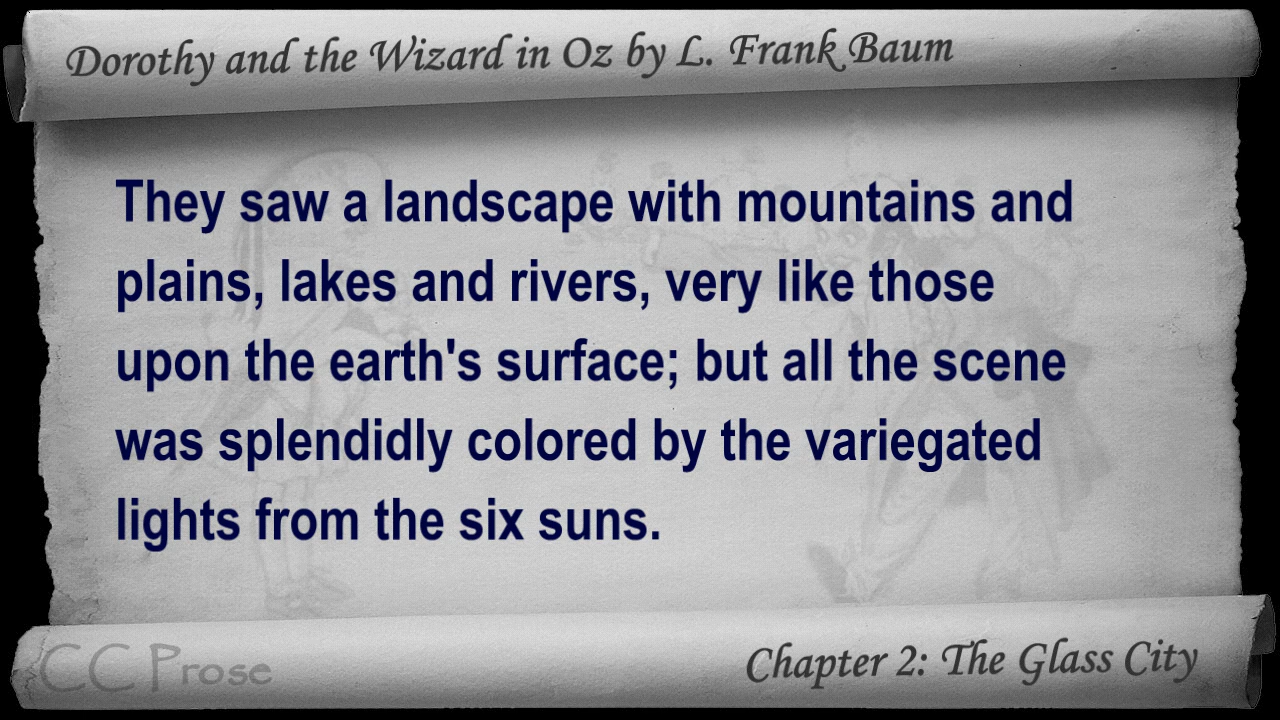 Dorothy and the Wizard in Oz by L. Frank Baum
They saw a landscape with mountains and
plains, lakes and rivers, very like those
upon the earth's surface; but all the scene
was splendidly colored by the variegated
lights from the six suns.
CC Prose
Chapter 2: The Glass City